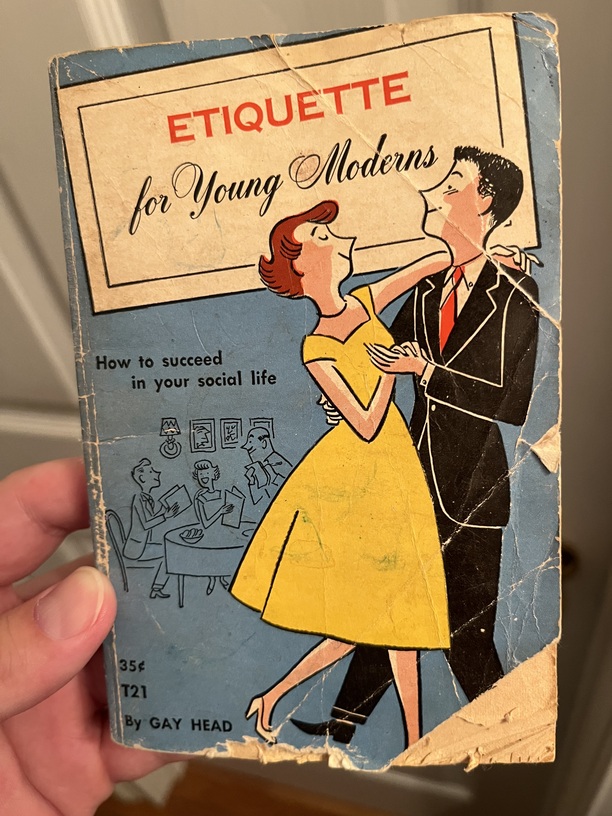 ETIQUETTE
for Young Moderns
How to succeed
in your social life
35¢
T21
By GAY HEAD